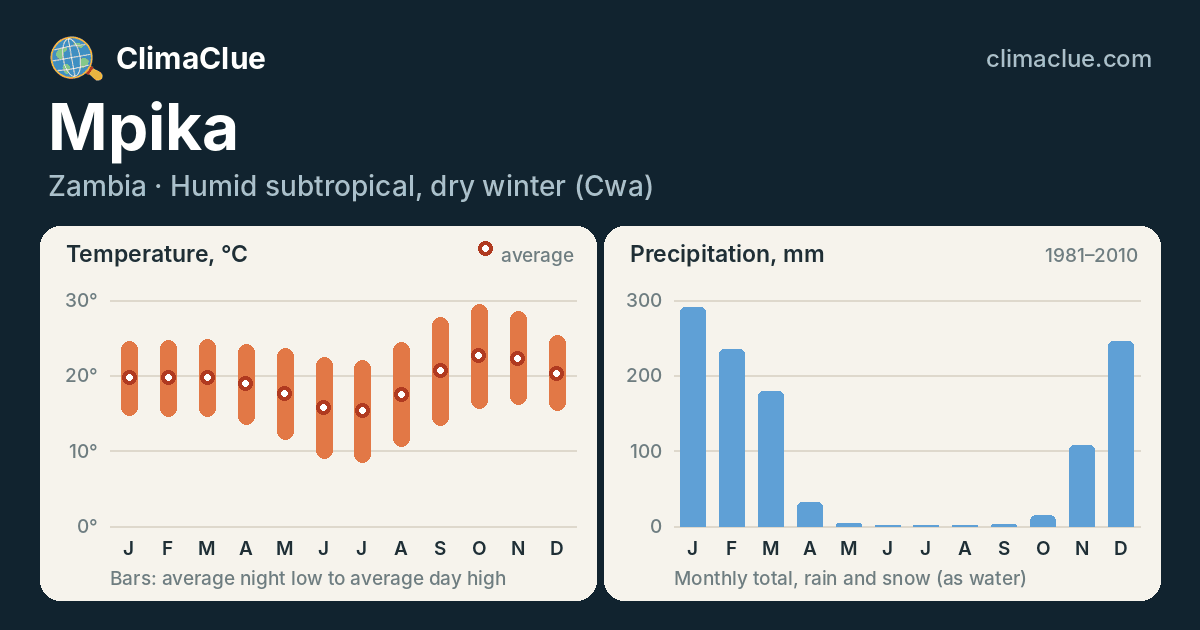 ClimaClue
climaclue.com
Mpika
Zambia · Humid subtropical, dry winter (Cwa)
Temperature, °C
average
30°
20°
10°
0°
J F M A M J J A S O N D
Bars: average night low to average day high
Precipitation, mm
1981–2010
300
200
100
0
J F M A M J J A S O N D
Monthly total, rain and snow (as water)